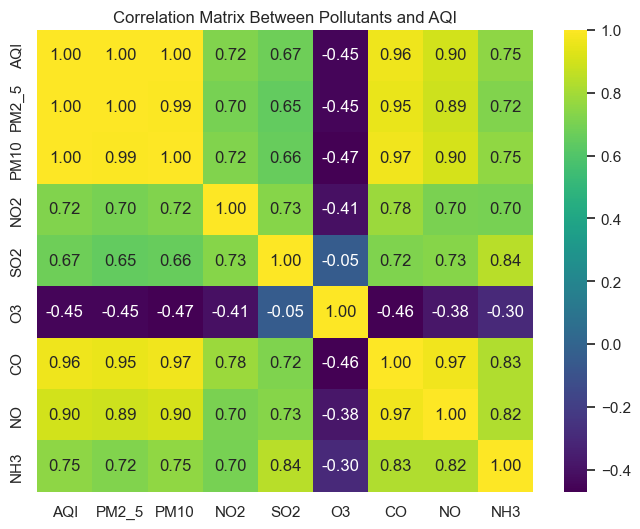 Correlation Matrix Between Pollutants and AQI
AQI 1.00 1.00 1.00 0.72 0.67 -0.45 0.96 0.90 0.75
PM2_5 1.00 1.00 0.99 0.70 0.65 -0.45 0.95 0.89 0.72
PM10 1.00 0.99 1.00 0.72 0.66 -0.47 0.97 0.90 0.75
NO2 0.72 0.70 0.72 1.00 0.73 -0.41 0.78 0.70 0.70
SO2 0.67 0.65 0.66 0.73 1.00 -0.05 0.72 0.73 0.84
O3 -0.45 -0.45 -0.47 -0.41 -0.05 1.00 -0.46 -0.38 -0.30
CO 0.96 0.95 0.97 0.78 0.72 -0.46 1.00 0.97 0.83
NO 0.90 0.89 0.90 0.70 0.73 -0.38 0.97 1.00 0.82
NH3 0.75 0.72 0.75 0.70 0.84 -0.30 0.83 0.82 1.00
AQI PM2_5 PM10 NO2 SO2 O3 CO NO NH3
1.0
0.8
0.6
0.4
0.2
0.0
−0.2
−0.4